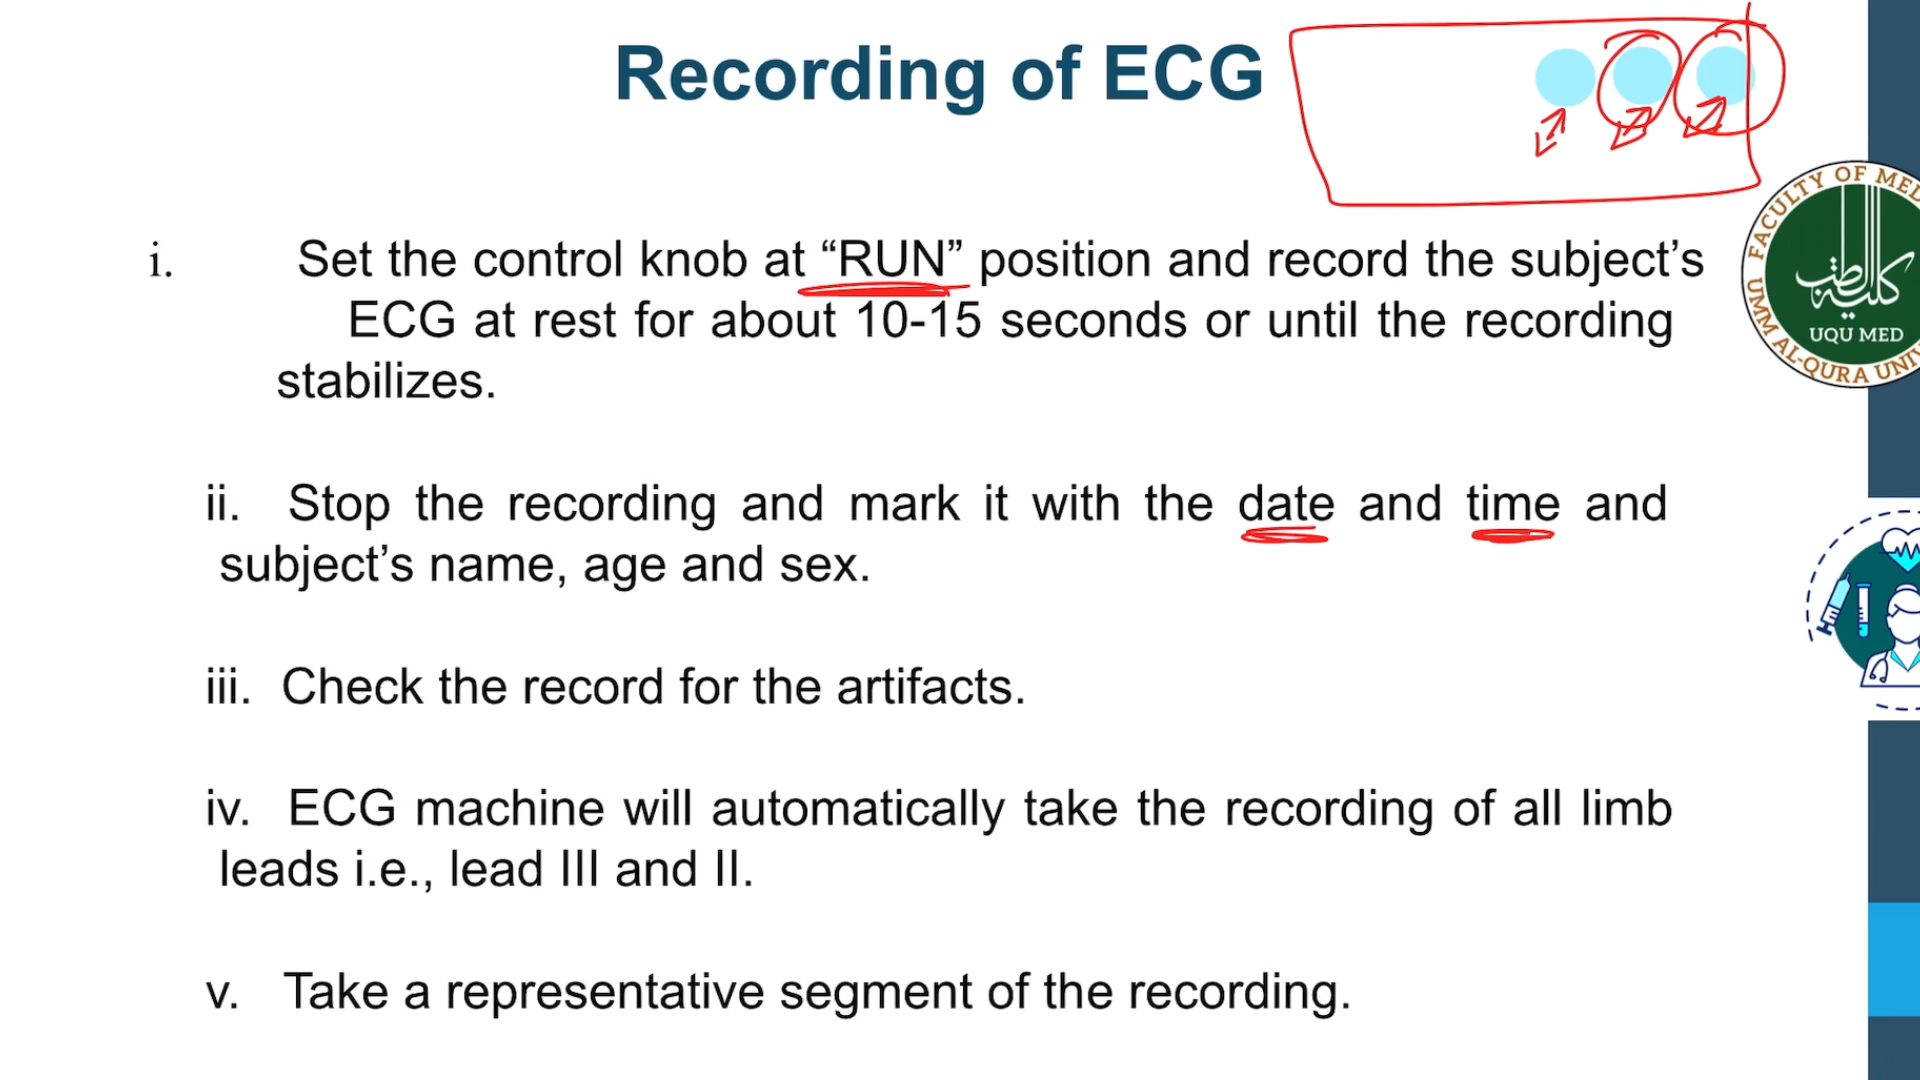 Recording of ECG
i. Set the control knob at “RUN” position and record the subject’s
ECG at rest for about 10-15 seconds or until the recording
stabilizes.
ii. Stop the recording and mark it with the date and time and
subject’s name, age and sex.
iii. Check the record for the artifacts.
iv. ECG machine will automatically take the recording of all limb
leads i.e., lead III and II.
v. Take a representative segment of the recording.
FACULTY OF MED
كلية الطب
UQU MED
UMM AL-QURA UNIV